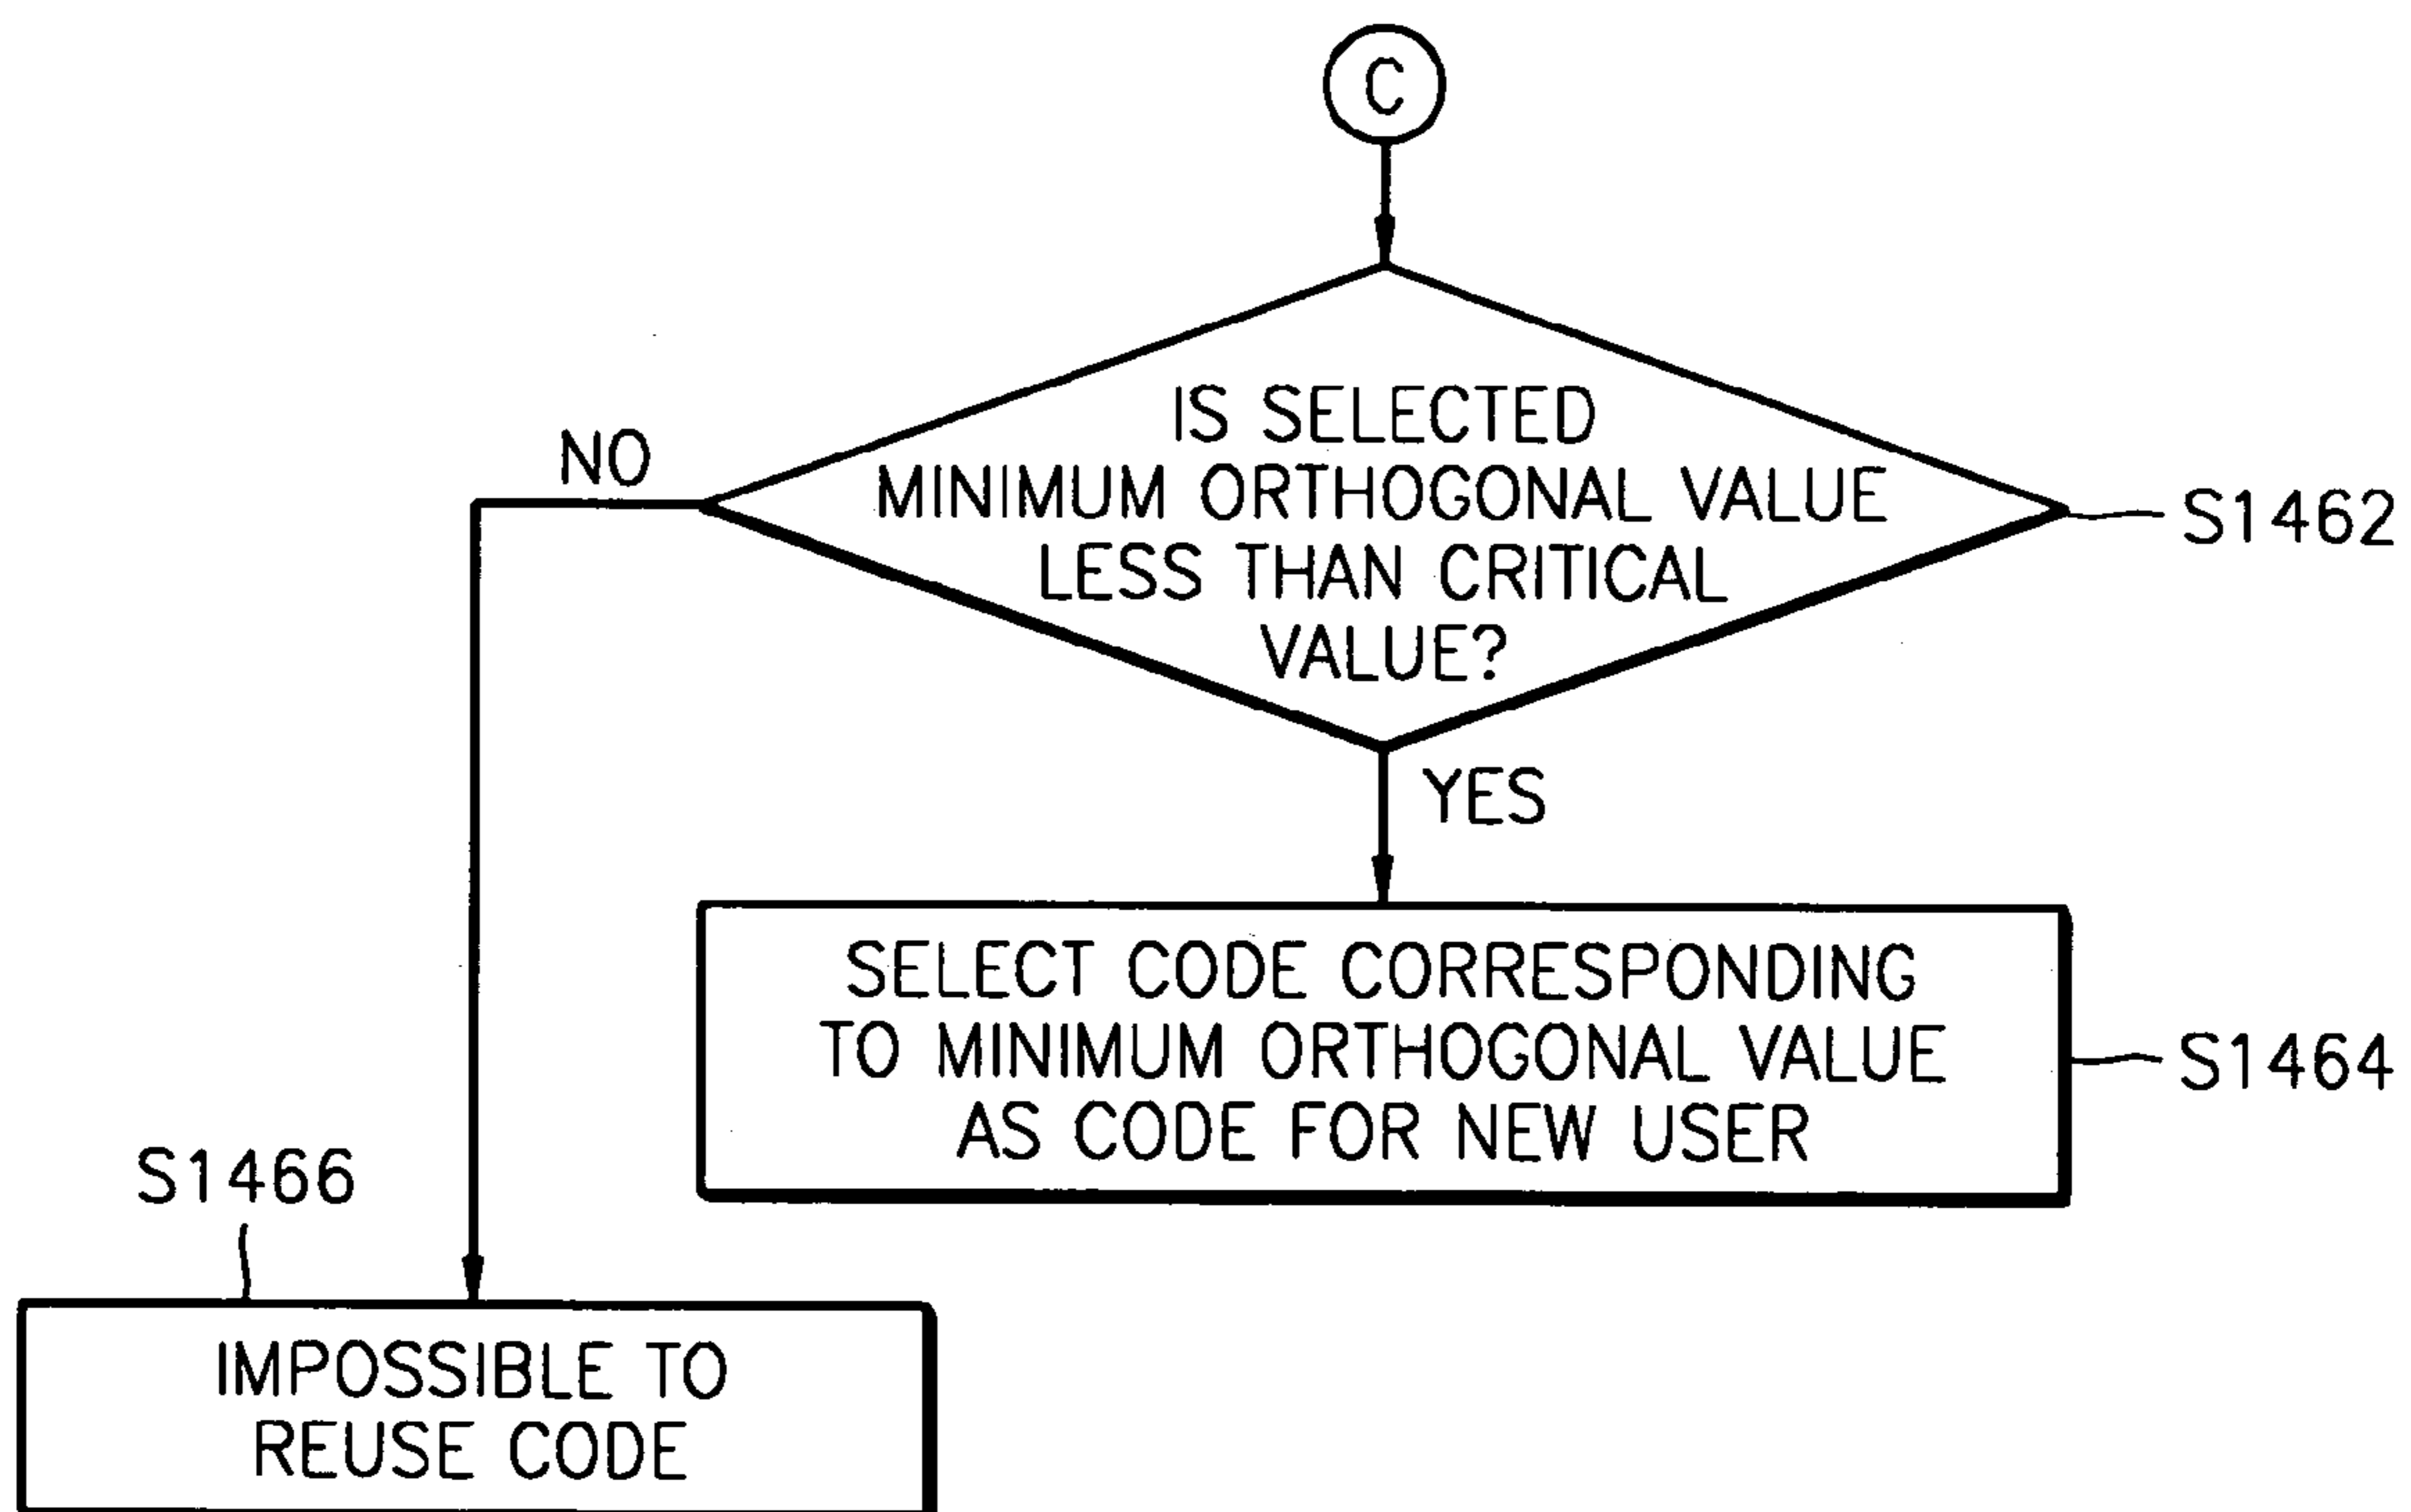 C
IS SELECTED
MINIMUM ORTHOGONAL VALUE
LESS THAN CRITICAL
VALUE?
S1462
NO
YES
SELECT CODE CORRESPONDING
TO MINIMUM ORTHOGONAL VALUE
AS CODE FOR NEW USER
S1464
S1466
IMPOSSIBLE TO
REUSE CODE